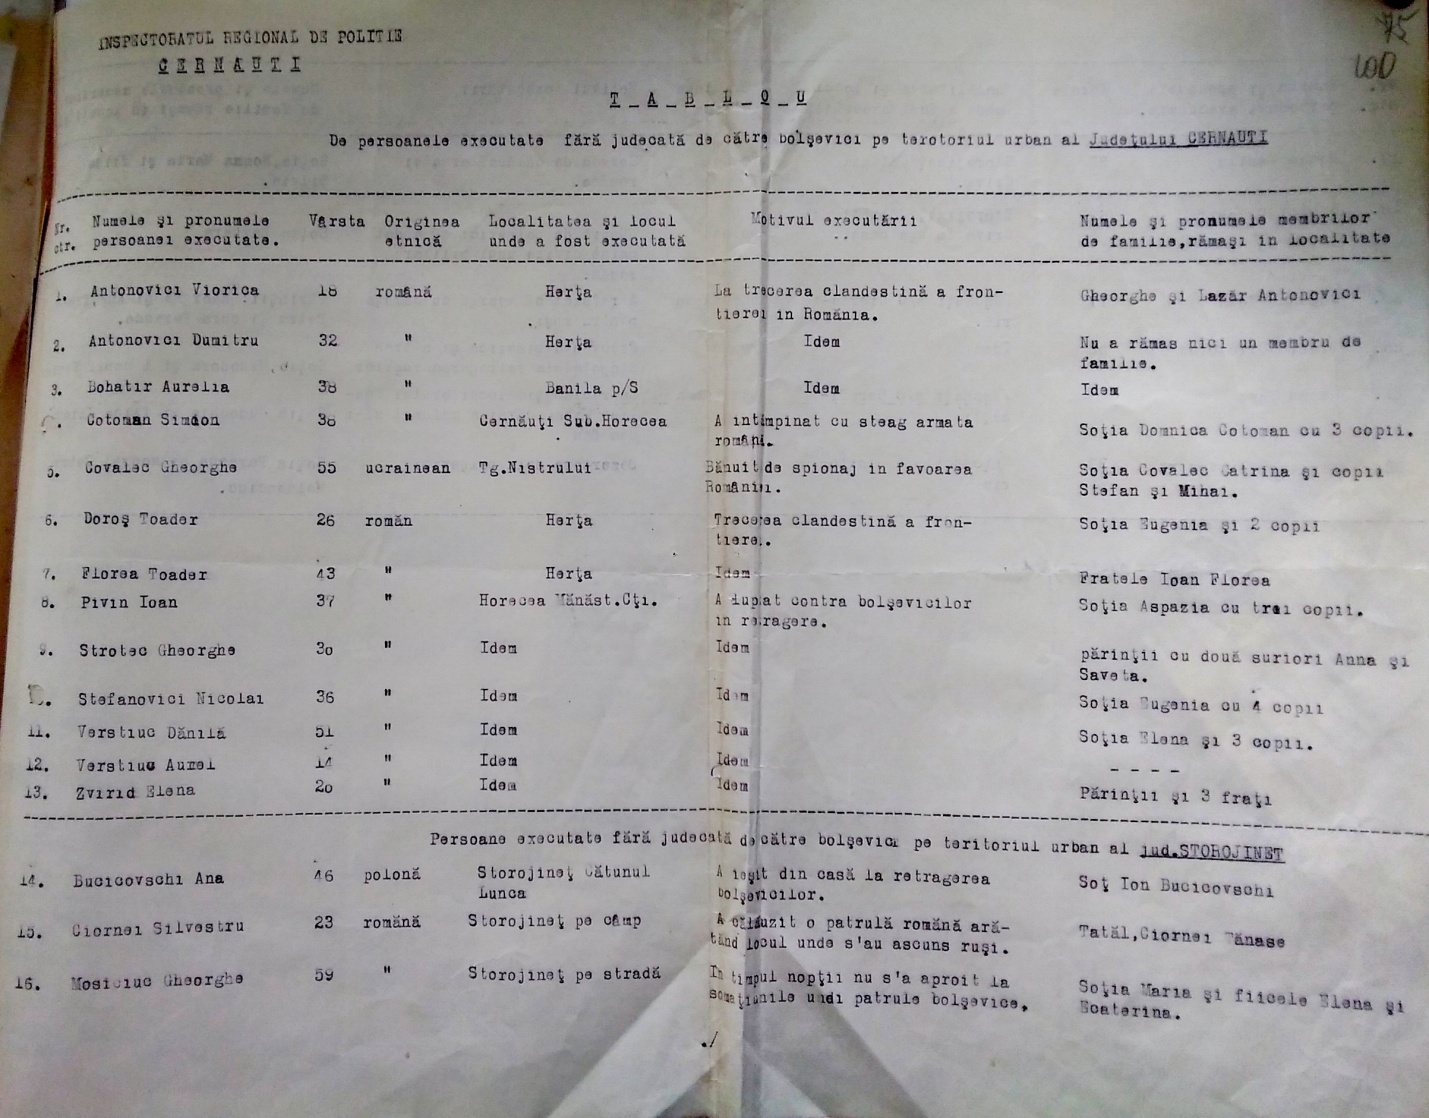 75
100
INSPECTORATUL REGIONAL DE POLITIE
CERNAUTI
T_A_B_L_O_U
De persoanele executate fără judecată de către bolşevici pe terotoriul urban al Judeţului CERNAUTI
Nr. ctr. Numele şi pronumele persoanei executate. Vârsta Originea etnică Localitatea şi locul unde a fost executată Motivul executării Numele şi pronumele membrilor de familie,rămaşi in localitate
1. Antonovici Viorica 18 română Herţa La trecerea clandestină a fron-
tierei in România. Gheorghe şi Lazăr Antonovici
2. Antonovici Dumitru 32 " Herţa Idem Nu a rămas nici un membru de
familie.
3. Bohatir Aurelia 38 " Banila p/S Idem Idem
Cotoman Simion 38 " Cernăuţi Sub.Horecea A intimpinat cu steag armata
română. Soţia Domnica Cotoman cu 3 copii.
5. Covalec Gheorghe 55 ucrainean Tg.Nistrului Bănuit de spionaj in favoarea
României. Soţia Covalec Catrina şi copii
Stefan şi Mihai.
6. Doroş Toader 26 român Herţa Trecerea clandestină a fron-
tierei. Soţia Eugenia şi 2 copii
7. Florea Toader 43 " Herţa Idem Fratele Ioan Florea
8. Pivin Ioan 37 " Horecea Mănăst.Cţi. A luptat contra bolşevicilor
in retragere. Soţia Aspazia cu trei copii.
9. Strotec Gheorghe 30 " Idem Idem părinţii cu două suriori Anna şi
Saveta.
10. Stefanovici Nicolai 36 " Idem Idem Soţia Eugenia cu 4 copii
11. Verstiuc Dănilă 51 " Idem Idem Soţia Elena şi 3 copii.
12. Verstiuc Aurel 14 " Idem Idem - - - -
13. Zvirid Elena 20 " Idem Idem Părinţii şi 3 fraţi
Persoane executate fără judecată de către bolşevici pe teritoriul urban al jud.STOROJINET
14. Bucicovschi Ana 46 polonă Storojineţ Cătunul
Lunca A ieşit din casă la retragerea
bolşevicilor. Soţ Ion Bucicovschi
15. Ciornei Silvestru 23 română Storojineţ pe câmp A călăuzit o patrulă română ară-
tând locul unde s'au ascuns ruşi. Tatăl,Ciornei Tănase
16. Mosiciuc Gheorghe 59 " Storojineţ pe stradă In timpul nopţii nu s'a aproit la
somaţiunile undi patrule bolşevice, Soţia Maria şi fiicele Elena şi
Ecaterina.
./